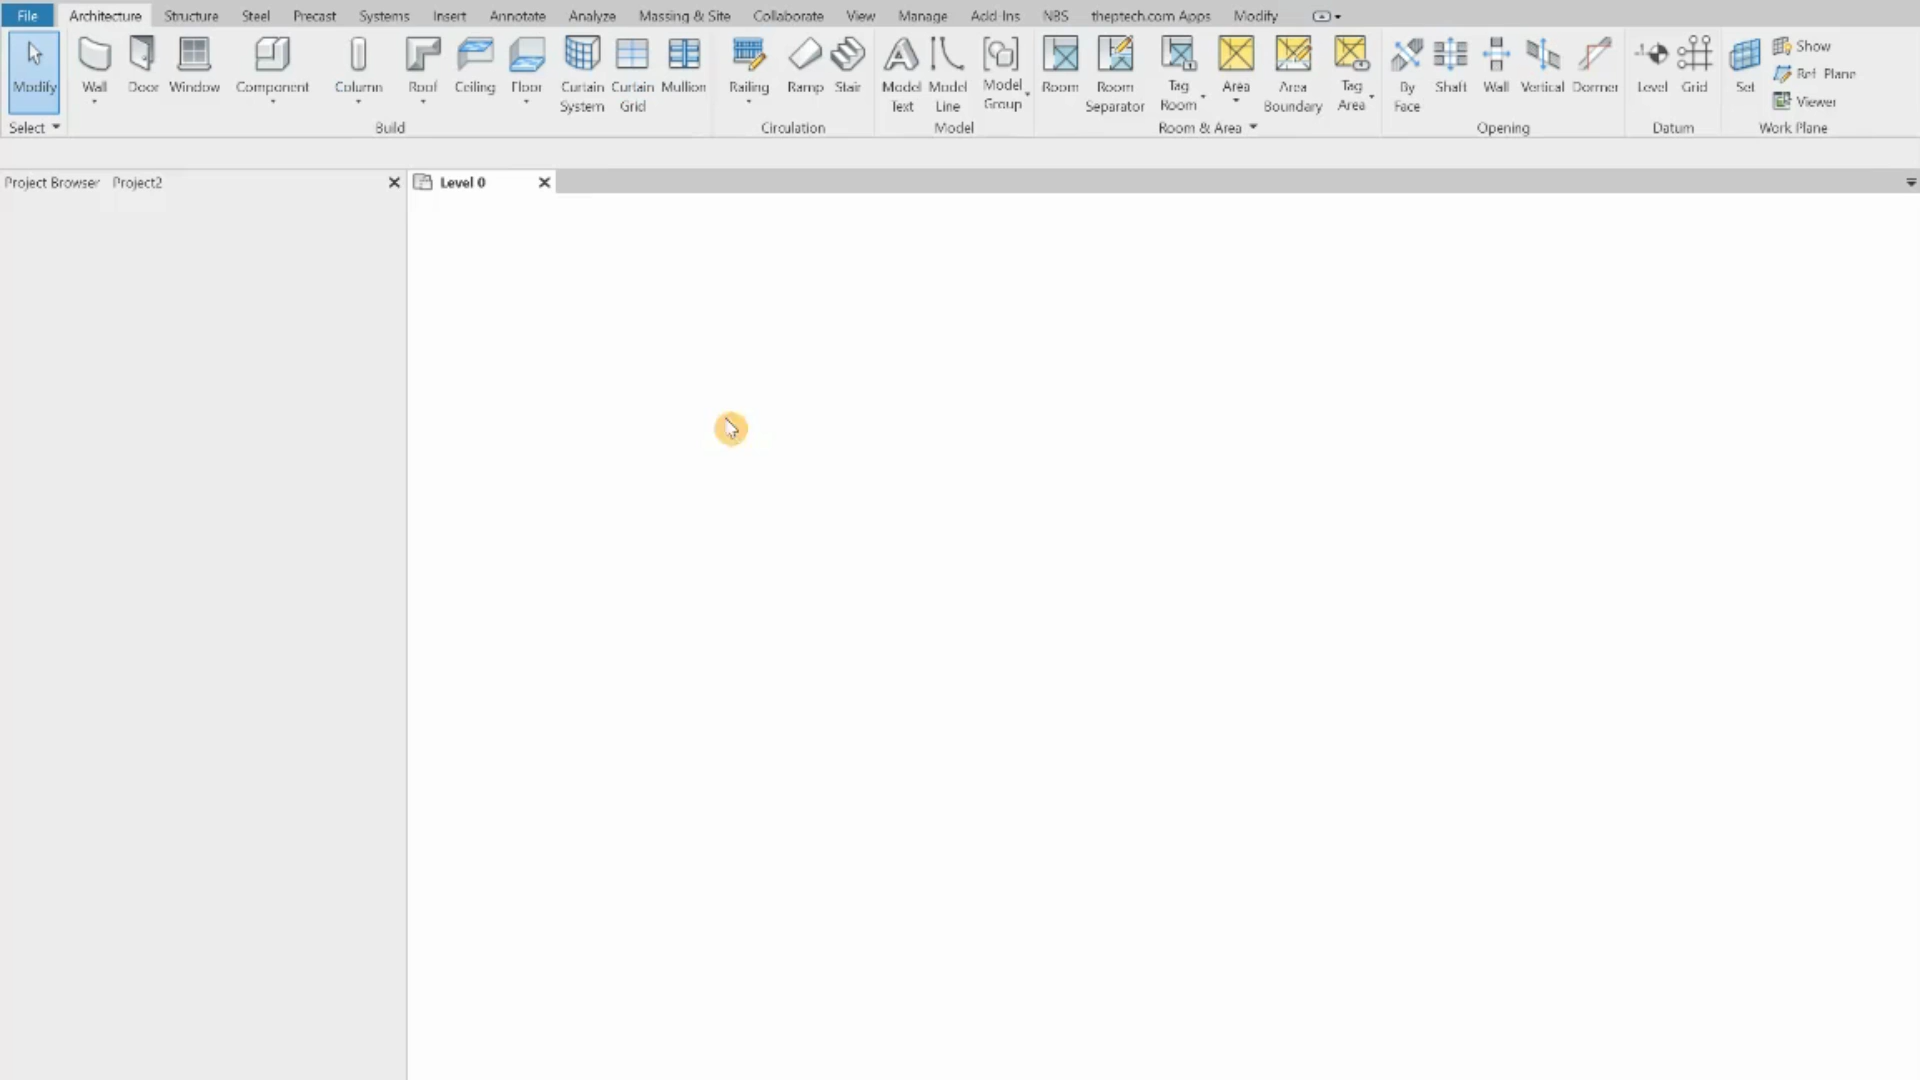 File Architecture Structure Steel Precast Systems Insert Annotate Analyze Massing & Site Collaborate View Manage Add-Ins NBS theptech.com Apps Modify
Modify Wall Door Window Component Column Roof Ceiling Floor Curtain System Curtain Grid Mullion Railing Ramp Stair Model Text Model Line Model Group Room Room Separator Tag Room Area Area Boundary Tag Area By Face Shaft Wall Vertical Dormer Level Grid Set Show
Ref Plane
Viewer
Select Build Circulation Model Room & Area Opening Datum Work Plane
Project Browser Project2 Level 0